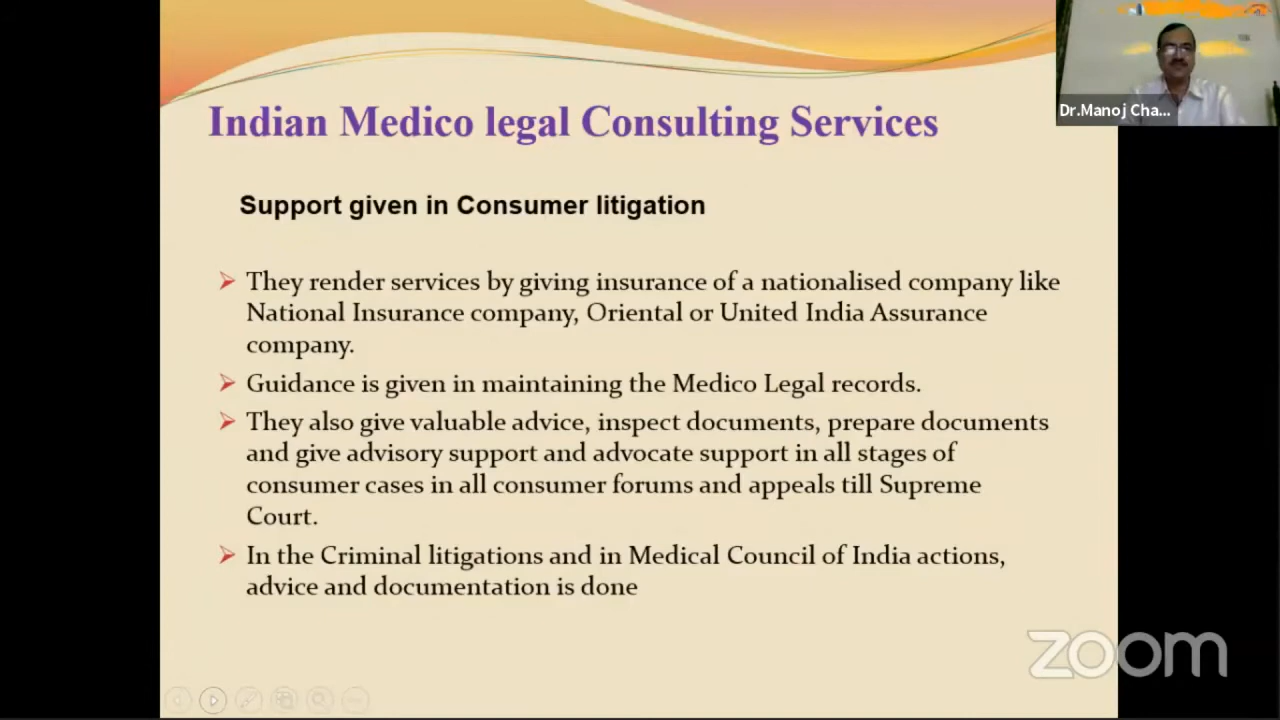 Indian Medico legal Consulting Services
Dr.Manoj Cha...
Support given in Consumer litigation
They render services by giving insurance of a nationalised company like
National Insurance company, Oriental or United India Assurance
company.
Guidance is given in maintaining the Medico Legal records.
They also give valuable advice, inspect documents, prepare documents
and give advisory support and advocate support in all stages of
consumer cases in all consumer forums and appeals till Supreme
Court.
In the Criminal litigations and in Medical Council of India actions,
advice and documentation is done
zoom